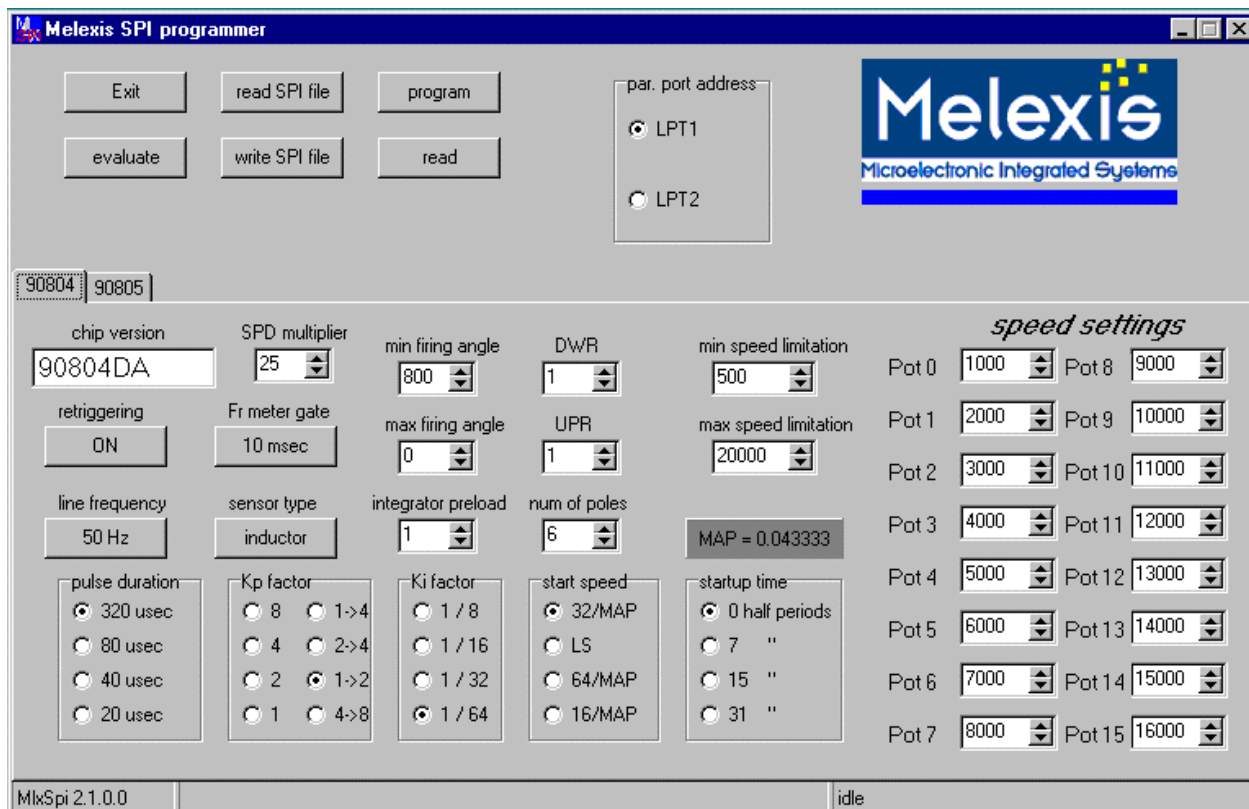 Melexis SPI programmer
Exit
read SPI file
program
evaluate
write SPI file
read
par. port address
LPT1
LPT2
Melexis
Microelectronic Integrated Systems
90804
90805
chip version
90804DA
SPD multiplier
25
min firing angle
800
DWR
1
min speed limitation
500
retriggering
ON
Fr meter gate
10 msec
max firing angle
0
UPR
1
max speed limitation
20000
line frequency
50 Hz
sensor type
inductor
integrator preload
1
num of poles
6
MAP = 0.043333
pulse duration
320 usec
80 usec
40 usec
20 usec
Kp factor
8 1->4
4 2->4
2 1->2
1 4->8
Ki factor
1 / 8
1 / 16
1 / 32
1 / 64
start speed
32/MAP
LS
64/MAP
16/MAP
startup time
0 half periods
7 "
15 "
31 "
speed settings
Pot 0 1000 Pot 8 9000
Pot 1 2000 Pot 9 10000
Pot 2 3000 Pot 10 11000
Pot 3 4000 Pot 11 12000
Pot 4 5000 Pot 12 13000
Pot 5 6000 Pot 13 14000
Pot 6 7000 Pot 14 15000
Pot 7 8000 Pot 15 16000
MlxSpi 2.1.0.0
idle